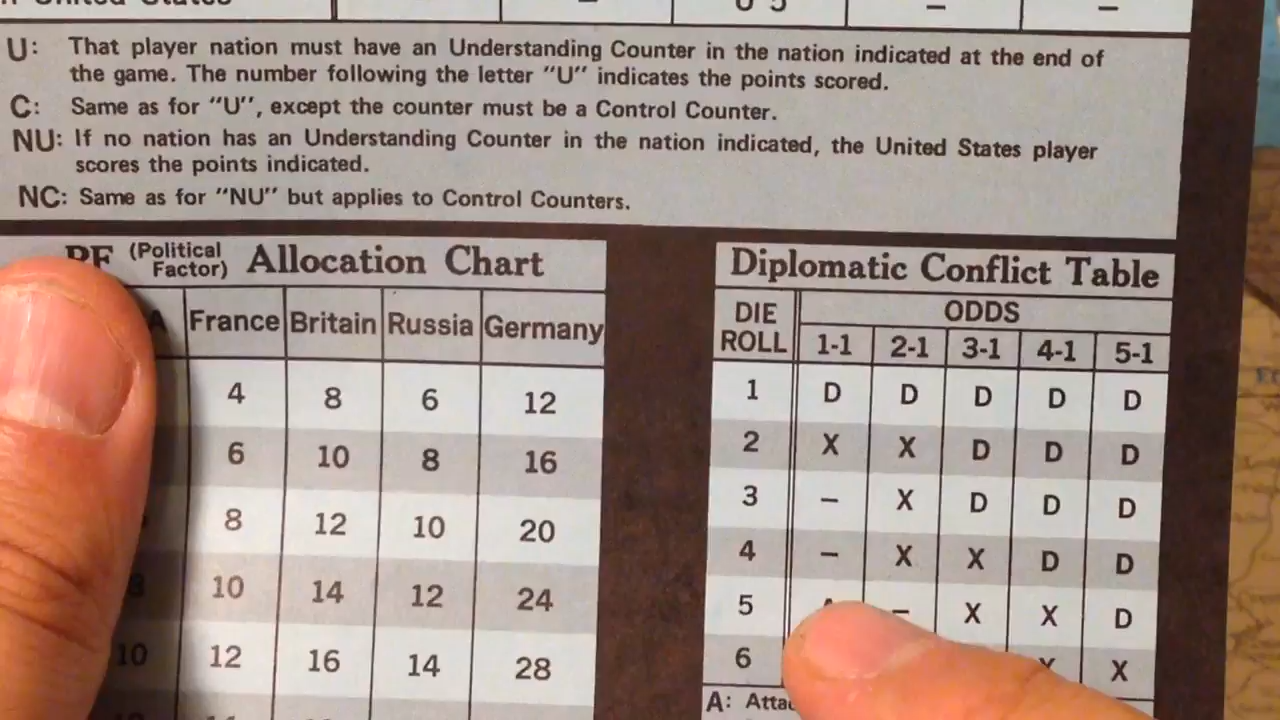 United States U 5 – –
U: That player nation must have an Understanding Counter in the nation indicated at the end of
the game. The number following the letter "U" indicates the points scored.
C: Same as for "U", except the counter must be a Control Counter.
NU: If no nation has an Understanding Counter in the nation indicated, the United States player
scores the points indicated.
NC: Same as for "NU" but applies to Control Counters.
PF (Political Factor) Allocation Chart
France Britain Russia Germany
4 8 6 12
6 10 8 16
8 12 10 20
10 14 12 24
10 12 16 14 28
Diplomatic Conflict Table
DIE ROLL ODDS
1-1 2-1 3-1 4-1 5-1
1 D D D D D
2 X X D D D
3 – X D D D
4 – X X D D
5 – X X D
6 X X
A: